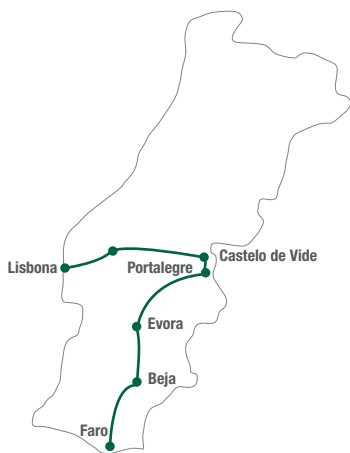 Castelo de Vide
Lisbona
Portalegre
Evora
Beja
Faro